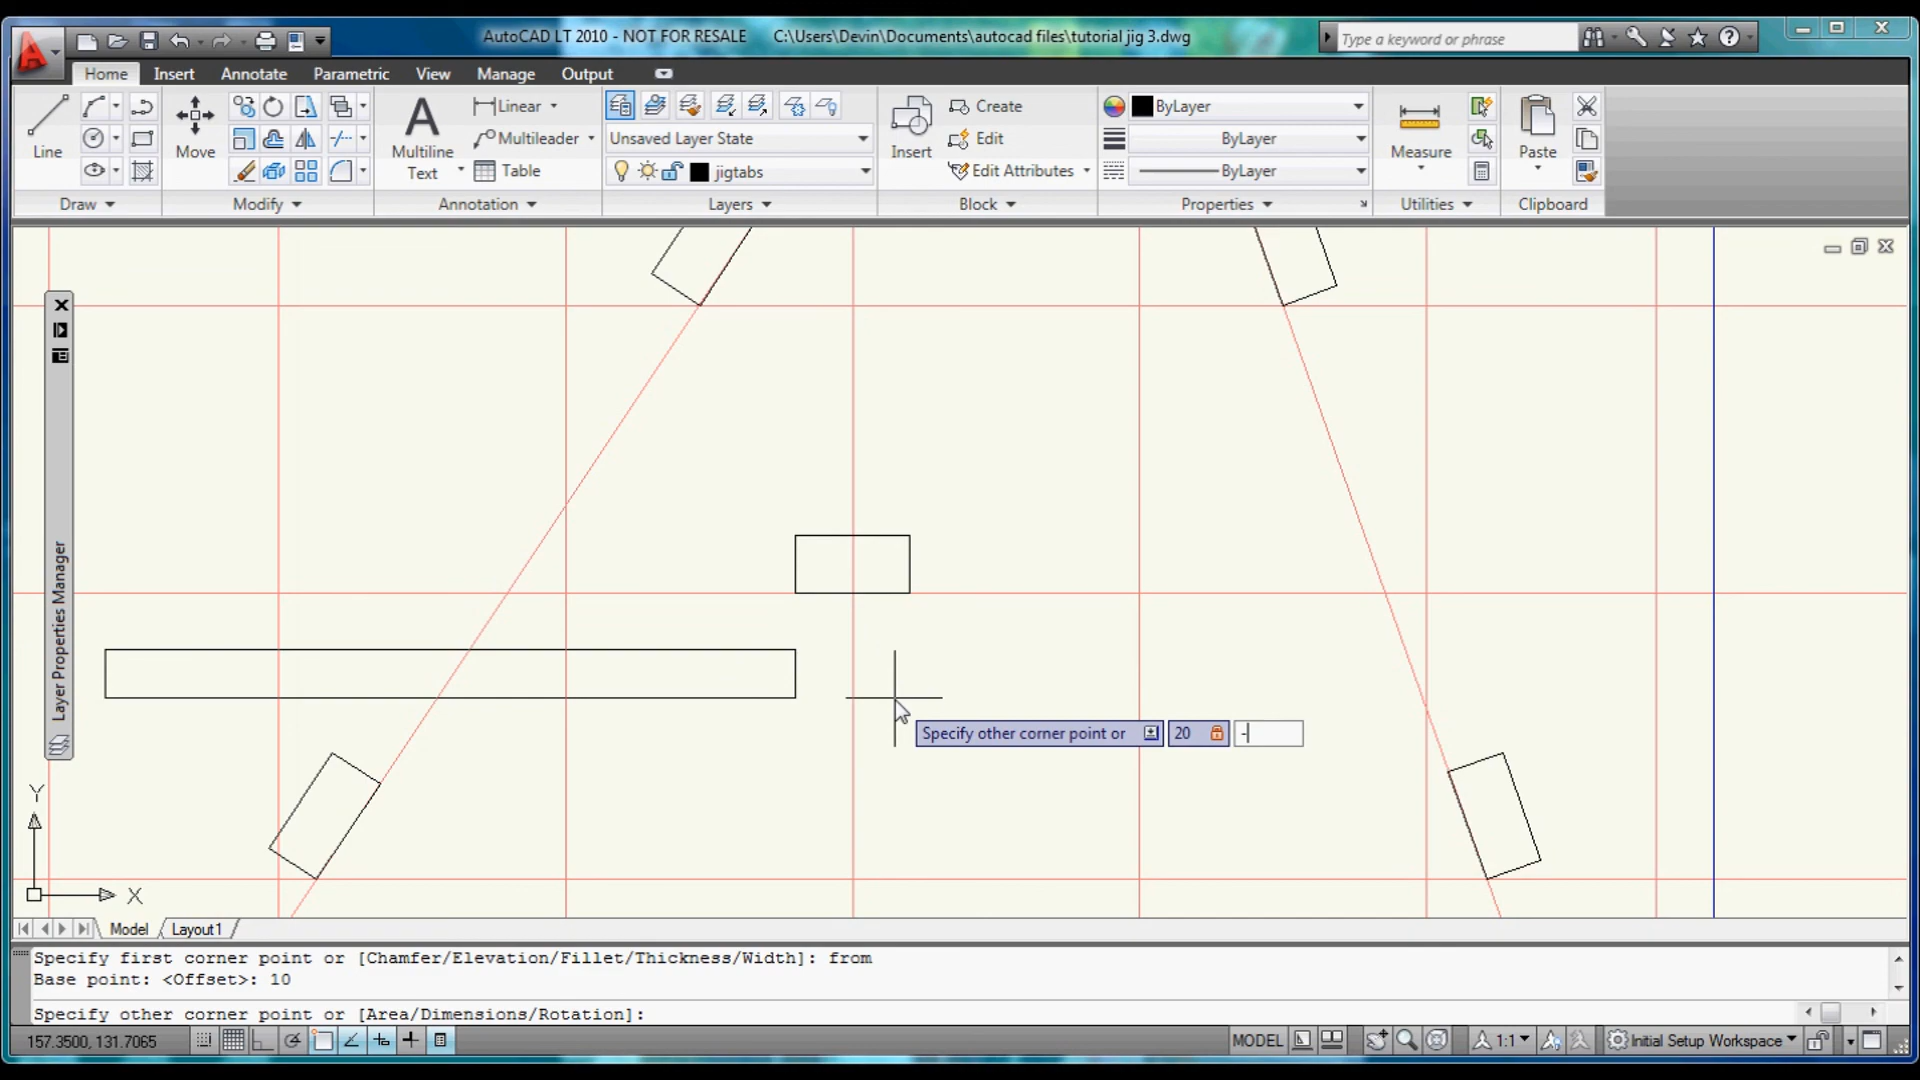 AutoCAD LT 2010 - NOT FOR RESALE C:\Users\Devin\Documents\autocad files\tutorial jig 3.dwg
Type a keyword or phrase
Home Insert Annotate Parametric View Manage Output
Line
Move
Multiline
Text
Linear
Multileader
Table
Unsaved Layer State
jigtabs
Insert
Create
Edit
Edit Attributes
ByLayer
ByLayer
ByLayer
Measure
Paste
Draw Modify Annotation Layers Block Properties Utilities Clipboard
Layer Properties Manager
Specify other corner point or 20 -
Y
X
Model Layout1
Specify first corner point or [Chamfer/Elevation/Fillet/Thickness/Width]: from
Base point: <Offset>: 10
Specify other corner point or [Area/Dimensions/Rotation]:
157.3500, 131.7065 MODEL 1:1 Initial Setup Workspace